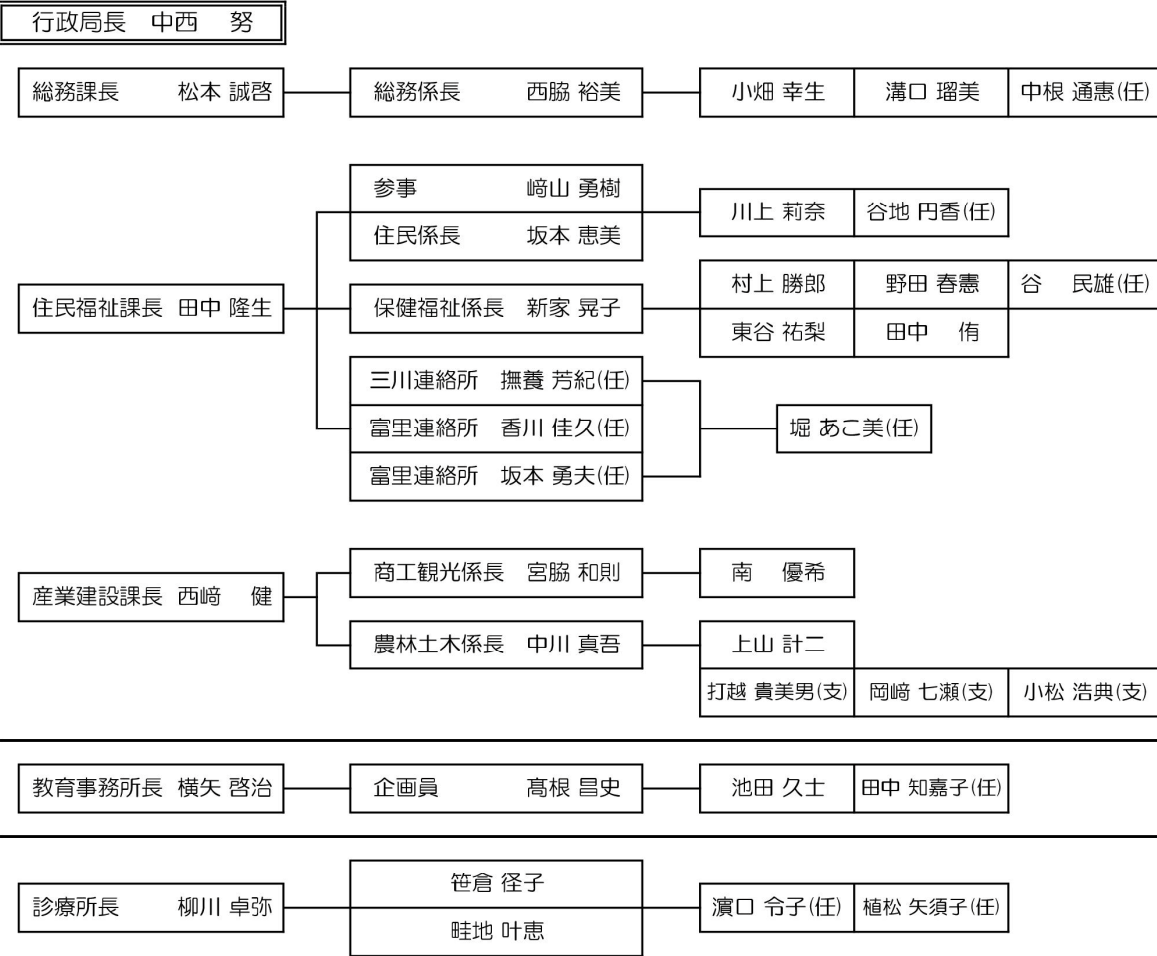 行政局長 中西 努
総務課長 松本 誠啓 総務係長 西脇 裕美 小畑 幸生 溝口 瑠美 中根 通惠(任)
参事 﨑山 勇樹
川上 莉奈 谷地 円香(任)
住民係長 坂本 恵美
村上 勝郎 野田 春憲 谷 民雄(任)
住民福祉課長 田中 隆生 保健福祉係長 新家 晃子
東谷 祐梨 田中 侑
三川連絡所 撫養 芳紀(任)
富里連絡所 香川 佳久(任) 堀 あこ美(任)
富里連絡所 坂本 勇夫(任)
商工観光係長 宮脇 和則 南 優希
産業建設課長 西﨑 健
農林土木係長 中川 真吾 上山 計二
打越 貴美男(支) 岡﨑 七瀬(支) 小松 浩典(支)
教育事務所長 横矢 啓治 企画員 髙根 昌史 池田 久士 田中 知嘉子(任)
笹倉 径子
診療所長 柳川 卓弥 濵口 令子(任) 植松 矢須子(任)
畦地 叶恵